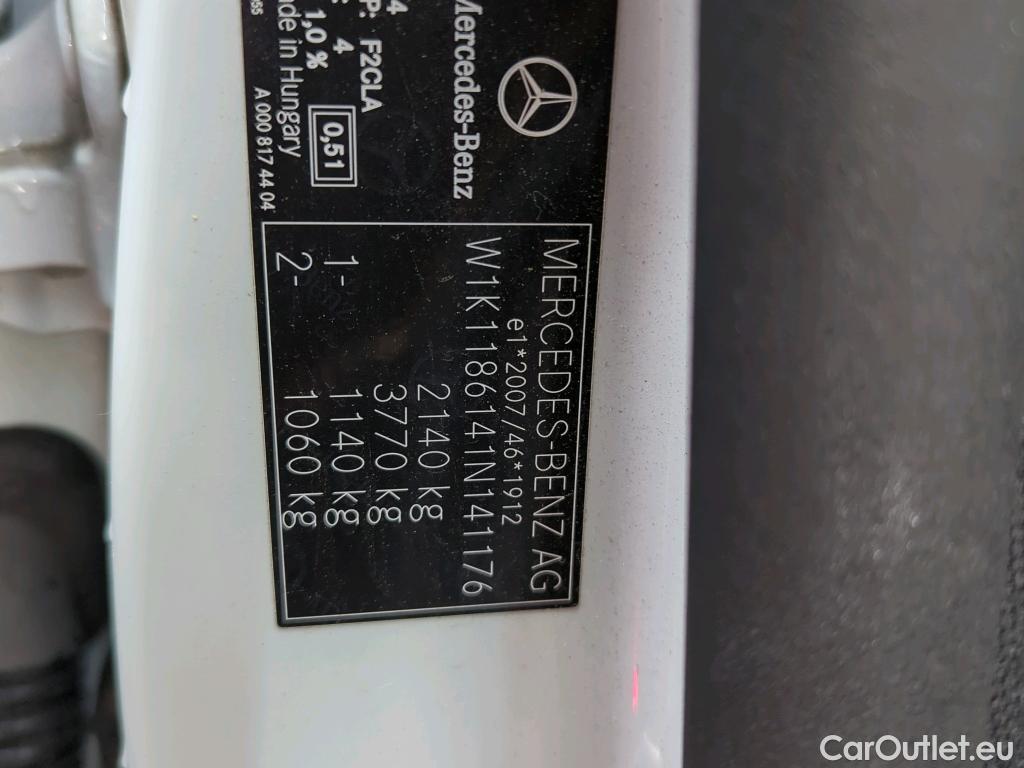 Mercedes-Benz
4
P: F2CLA
4
1,0 %
0,51
in Hungary
A 000 817 44 04
MERCEDES-BENZ AG
e1*2007/46*1912
W1K1186141N141176
2140 kg
3770 kg
1- 1140 kg
2- 1060 kg
CarOutlet.eu